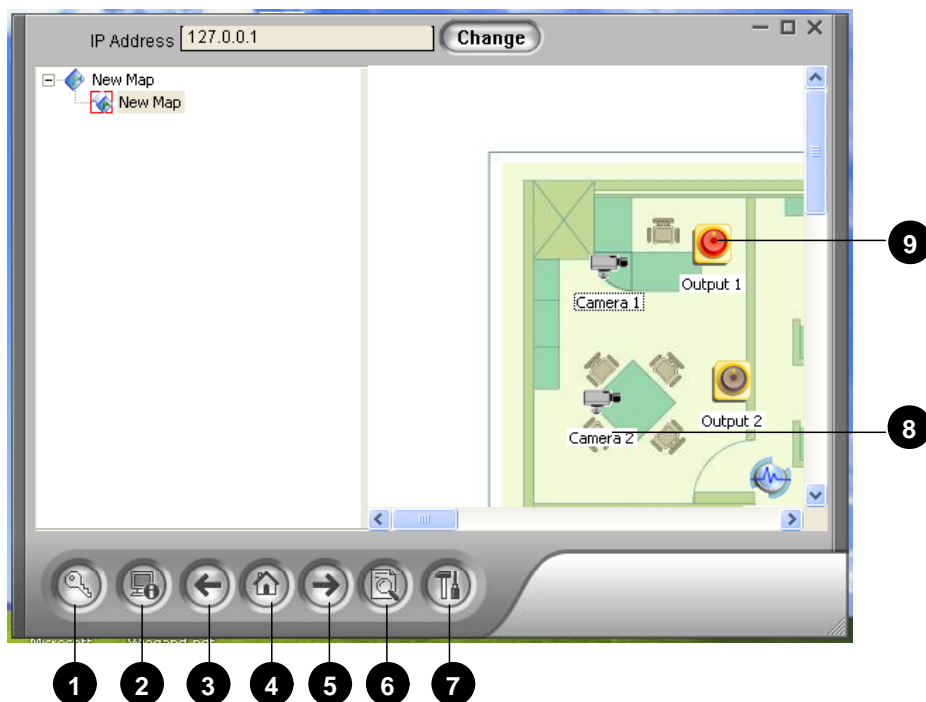 IP Address 127.0.0.1 Change
New Map
New Map
9
Output 1
Camera 1
Output 2
8
Camera 2
1 2 3 4 5 6 7